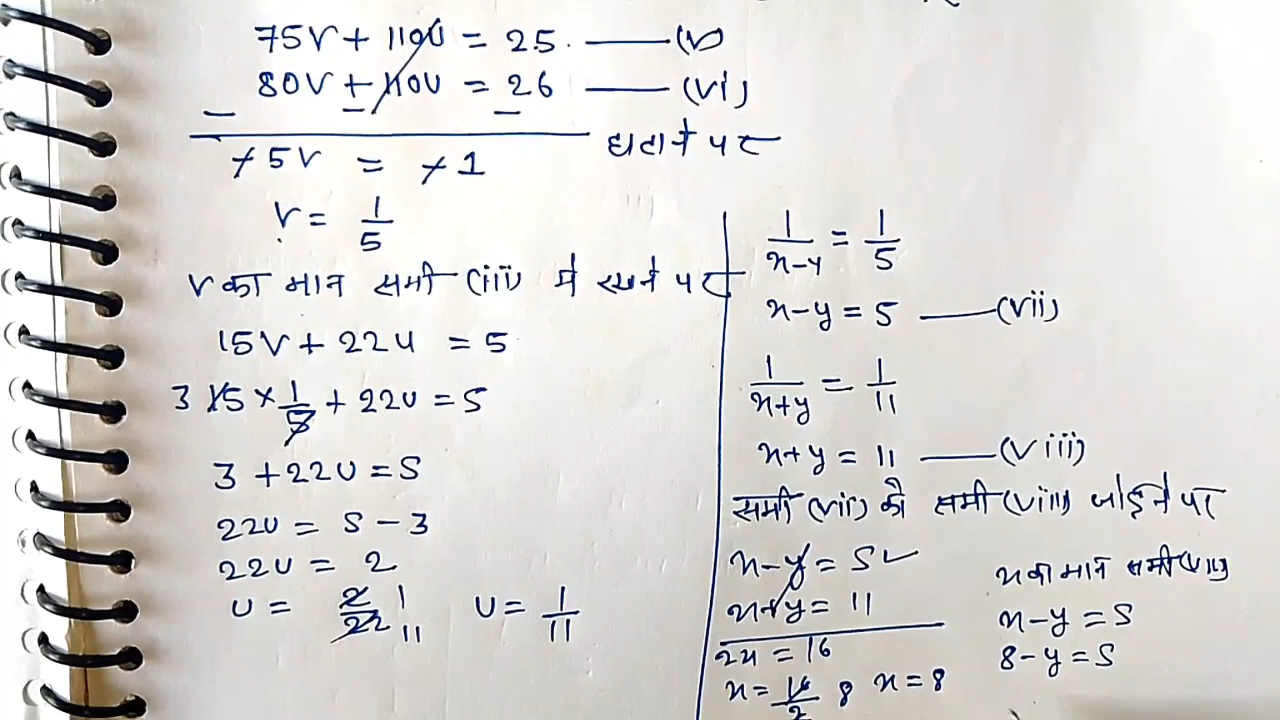 75v + 110u = 25 —— (v)
80v + 110u = 26 —— (vi)
− − −
घटाने पर
-5v = -1
v = 1/5
v का मान समी (iii) में रखने पर
15v + 22u = 5
3 15 × 1/5 + 22u = 5
3 + 22u = 5
22u = 5 - 3
22u = 2
u = 2/22 1/11 u = 1/11
1/(x-y) = 1/5
x-y = 5 —— (vii)
1/(x+y) = 1/11
x+y = 11 —— (viii)
समी (vii) को समी (viii) जोड़ने पर
x-y = 5
x+y = 11
2x = 16
x = 16/2 8 x = 8
x का मान समी (vii)
x-y = 5
8-y = 5